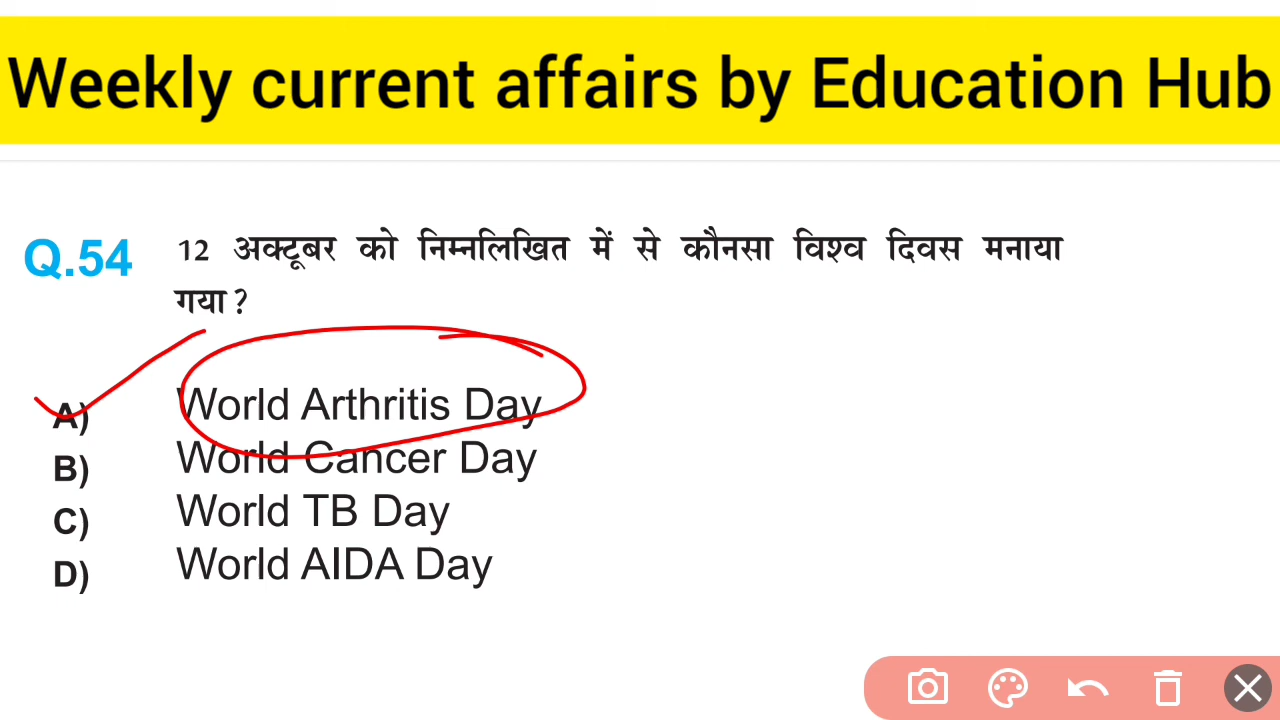 Weekly current affairs by Education Hub
Q.54 12 अक्टूबर को निम्नलिखित में से कौनसा विश्व दिवस मनाया
गया?
A) World Arthritis Day
B) World Cancer Day
C) World TB Day
D) World AIDA Day